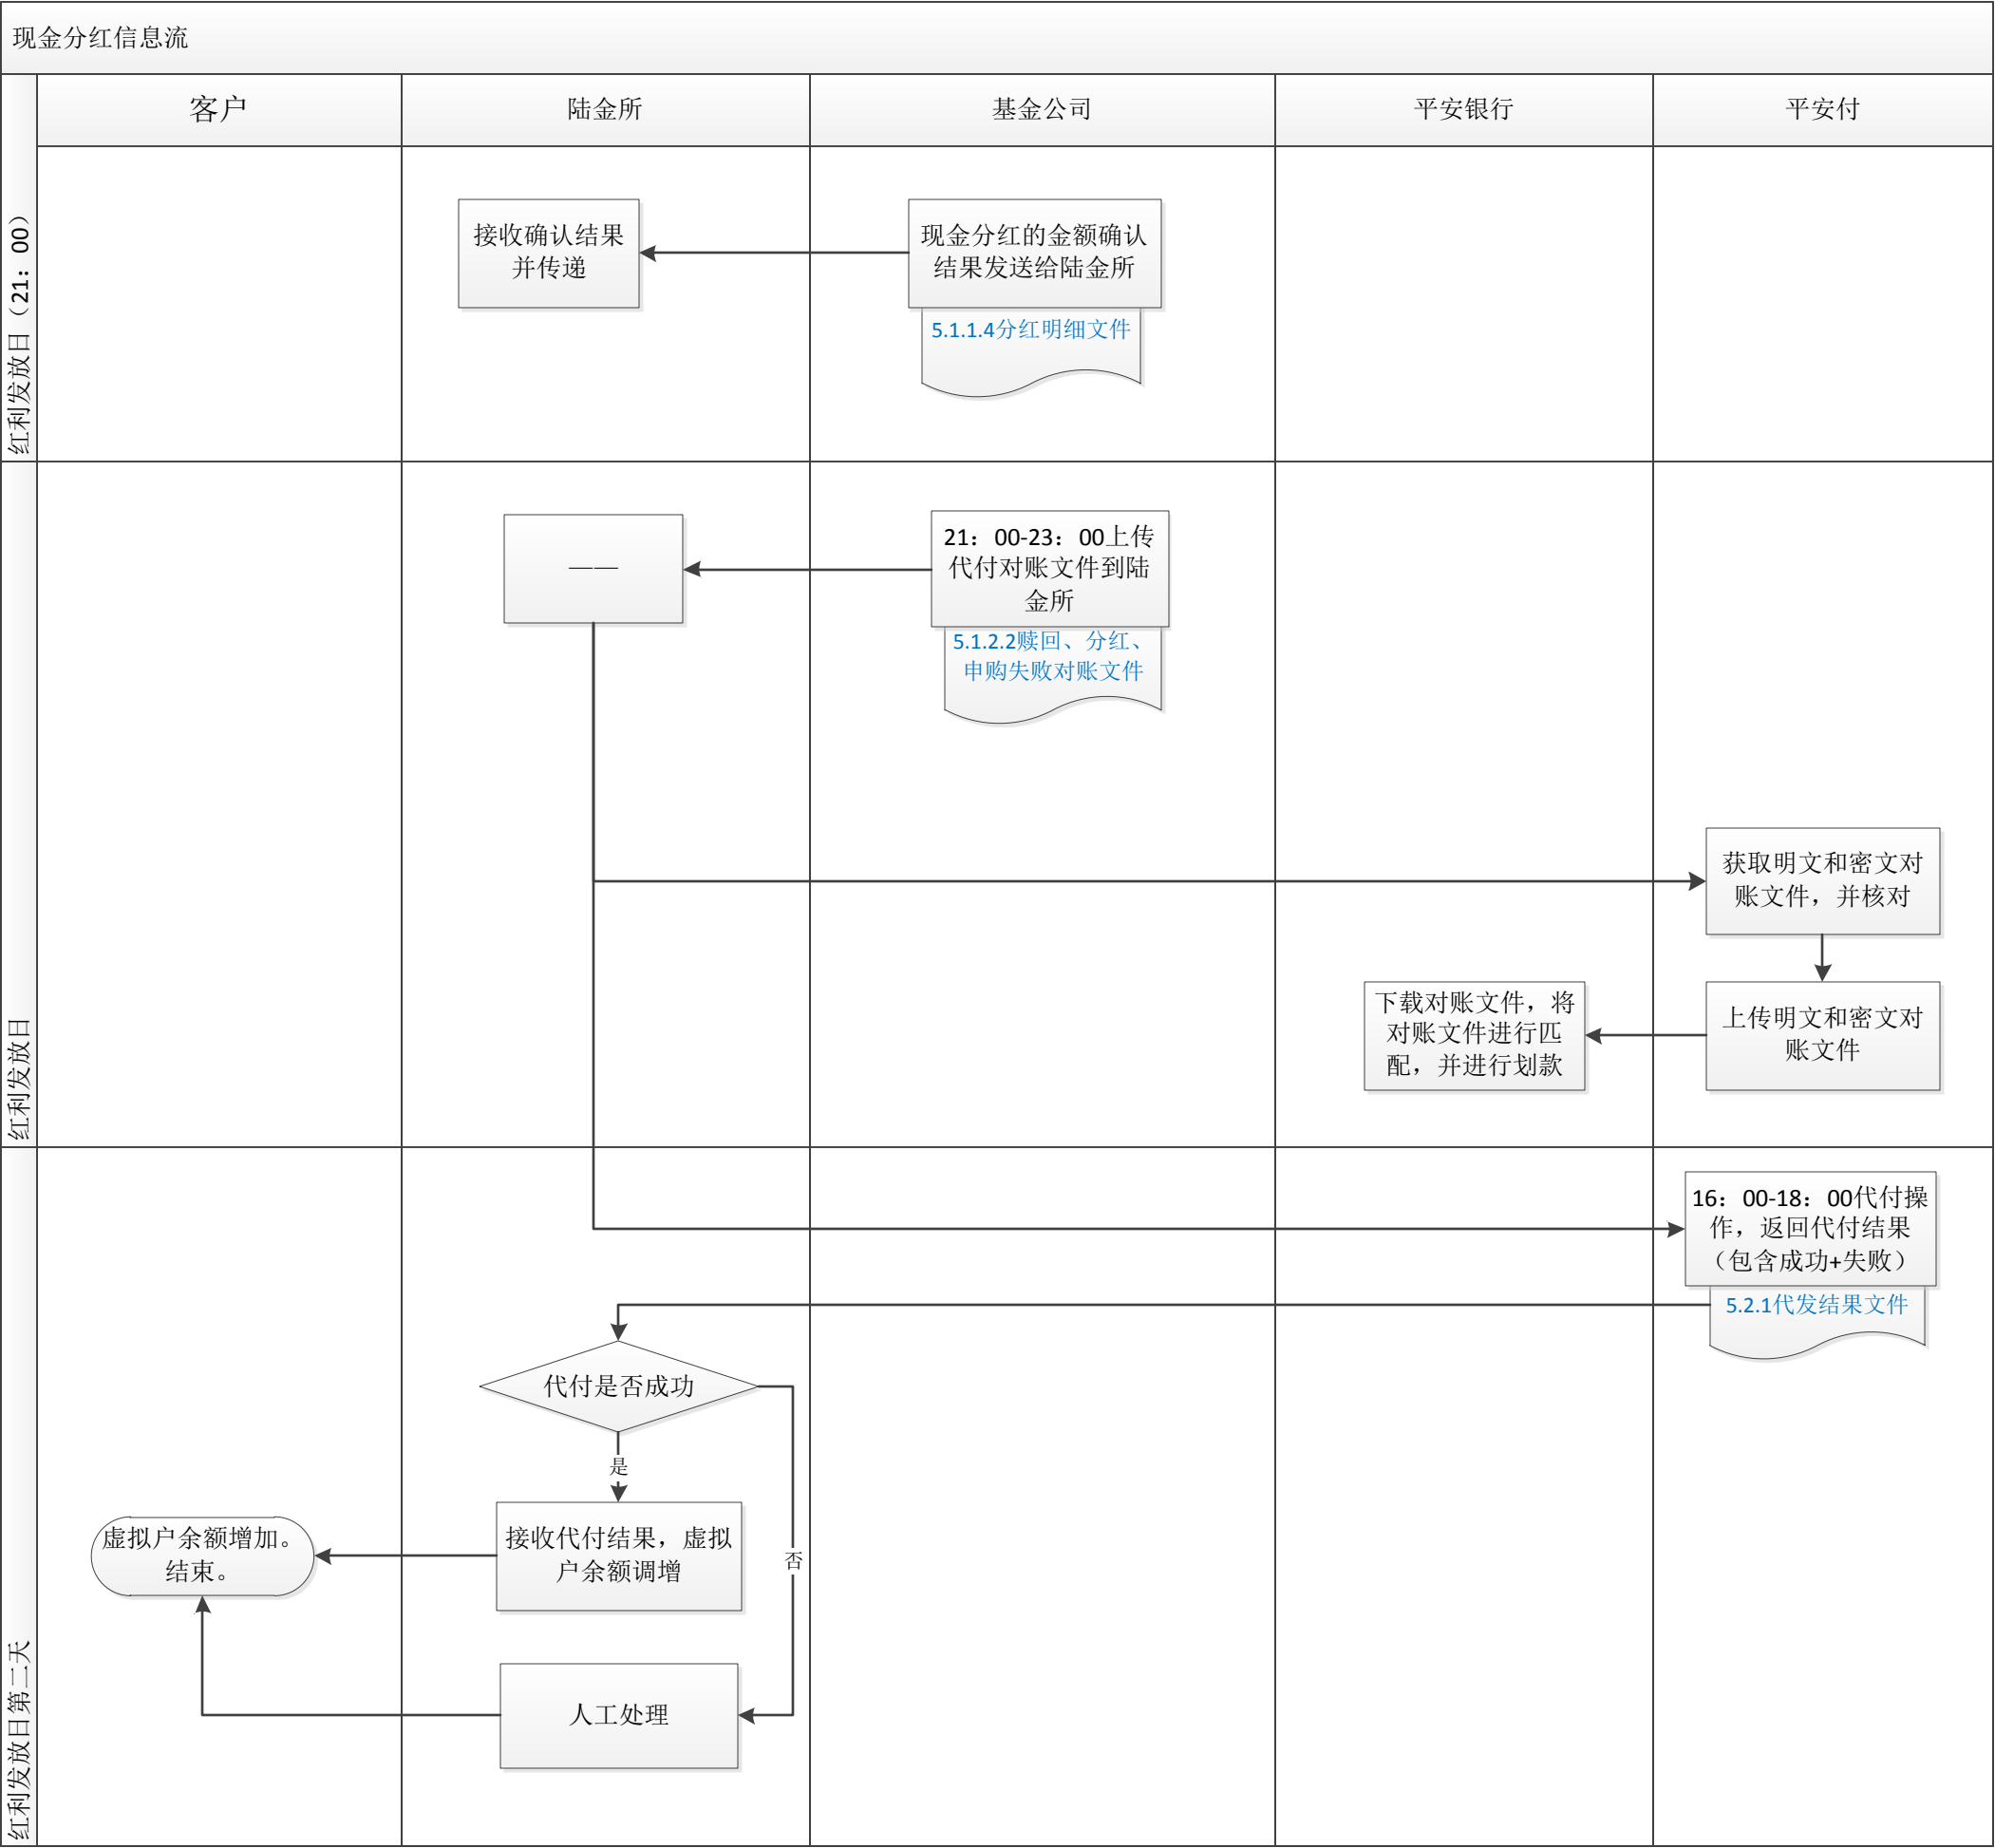 现金分红信息流
客户
陆金所
基金公司
平安银行
平安付
红利发放日（21：00）
接收确认结果
并传递
现金分红的金额确认
结果发送给陆金所
5.1.1.4分红明细文件
红利发放日
——
21：00-23：00上传
代付对账文件到陆
金所
5.1.2.2赎回、分红、
申购失败对账文件
获取明文和密文对
账文件，并核对
下载对账文件，将
对账文件进行匹
配，并进行划款
上传明文和密文对
账文件
红利发放日第二天
16：00-18：00代付操
作，返回代付结果
（包含成功+失败）
5.2.1代发结果文件
代付是否成功
是
否
虚拟户余额增加。
结束。
接收代付结果，虚拟
户余额调增
人工处理